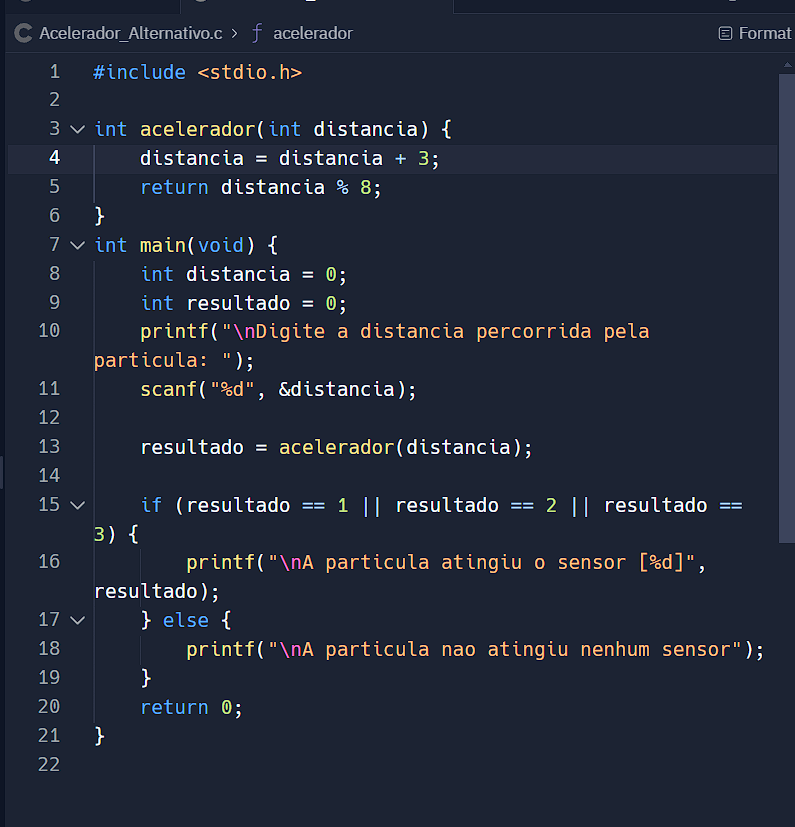 Acelerador_Alternativo.c > f acelerador Format
1 #include <stdio.h>
2
3 int acelerador(int distancia) {
4 distancia = distancia + 3;
5 return distancia % 8;
6 }
7 int main(void) {
8 int distancia = 0;
9 int resultado = 0;
10 printf("\nDigite a distancia percorrida pela
particula: ");
11 scanf("%d", &distancia);
12
13 resultado = acelerador(distancia);
14
15 if (resultado == 1 || resultado == 2 || resultado ==
3) {
16 printf("\nA particula atingiu o sensor [%d]",
resultado);
17 } else {
18 printf("\nA particula nao atingiu nenhum sensor");
19 }
20 return 0;
21 }
22